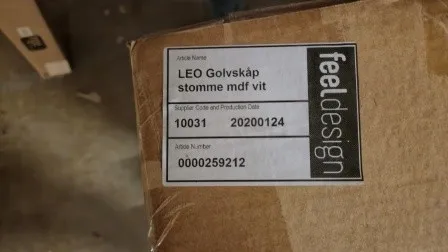 Article Name
LEO Golvskåp
stomme mdf vit
Supplier Code and Production Date
10031 20200124
Article Number
0000259212
feeldesign